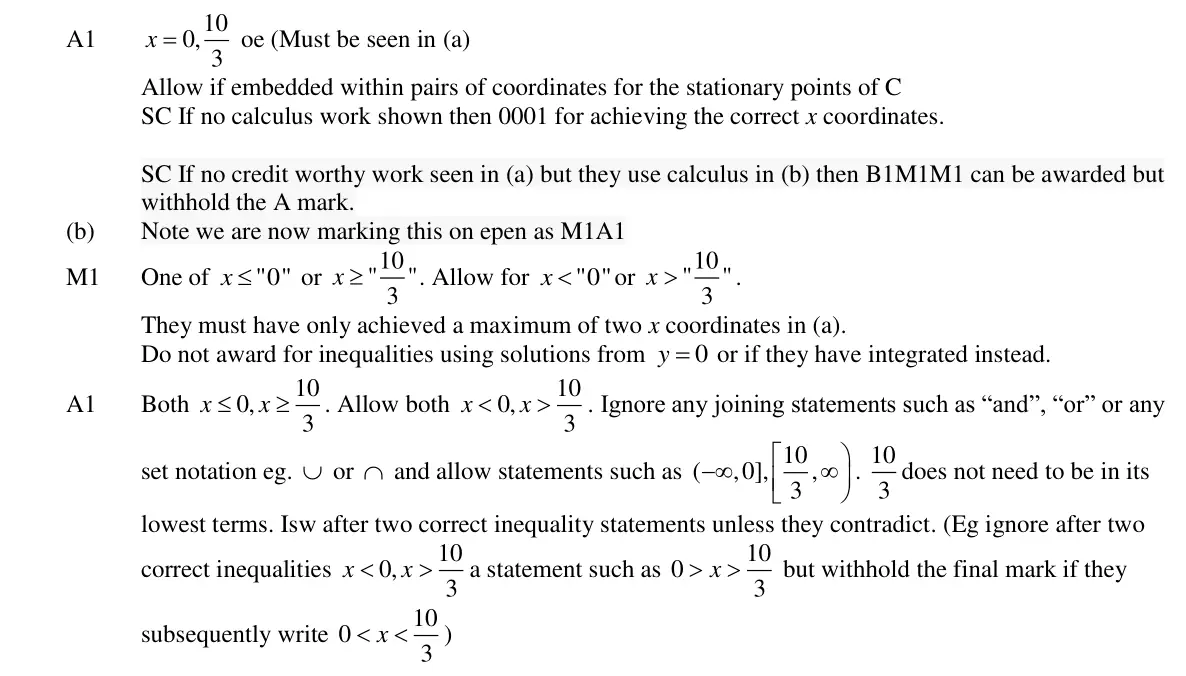 A1 x = 0, 10/3 oe (Must be seen in (a)
Allow if embedded within pairs of coordinates for the stationary points of C
SC If no calculus work shown then 0001 for achieving the correct x coordinates.
SC If no credit worthy work seen in (a) but they use calculus in (b) then B1M1M1 can be awarded but
withhold the A mark.
(b) Note we are now marking this on epen as M1A1
M1 One of x ≤ "0" or x ≥ "10/3". Allow for x < "0" or x > "10/3".
They must have only achieved a maximum of two x coordinates in (a).
Do not award for inequalities using solutions from y = 0 or if they have integrated instead.
A1 Both x ≤ 0, x ≥ 10/3. Allow both x < 0, x > 10/3. Ignore any joining statements such as “and”, “or” or any
set notation eg. ∪ or ∩ and allow statements such as (−∞, 0], [10/3, ∞). 10/3 does not need to be in its
lowest terms. Isw after two correct inequality statements unless they contradict. (Eg ignore after two
correct inequalities x < 0, x > 10/3 a statement such as 0 > x > 10/3 but withhold the final mark if they
subsequently write 0 < x < 10/3 )